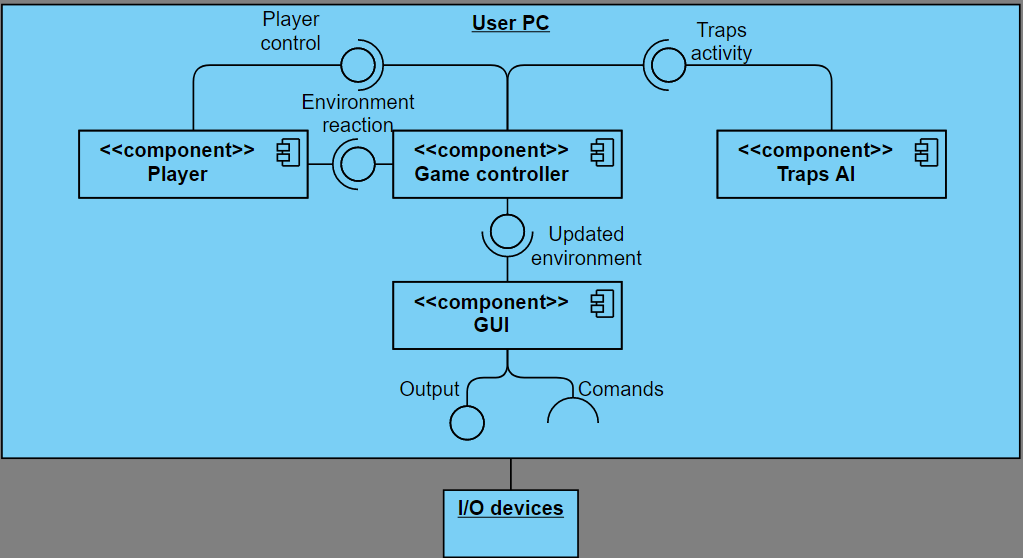 User PC
Player
control
Traps
activity
Environment
reaction
<<component>>
Player
<<component>>
Game controller
<<component>>
Traps AI
Updated
environment
<<component>>
GUI
Output
Comands
I/O devices